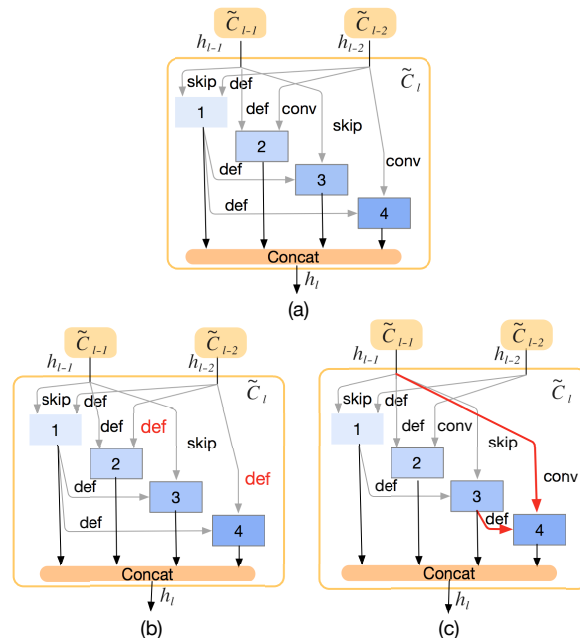 C̃ l-1 C̃ l-2
h l-1 h l-2
C̃ l
skip def
1 def conv
2 skip
def 3 conv
def 4
Concat
h l
(a)
C̃ l-1 C̃ l-2
h l-1 h l-2
C̃ l
skip def
1 def def
2 skip
def 3 def
def 4
Concat
h l
(b)
C̃ l-1 C̃ l-2
h l-1 h l-2
C̃ l
skip def
1 def conv
2 skip
def 3 conv
def 4
Concat
h l
(c)